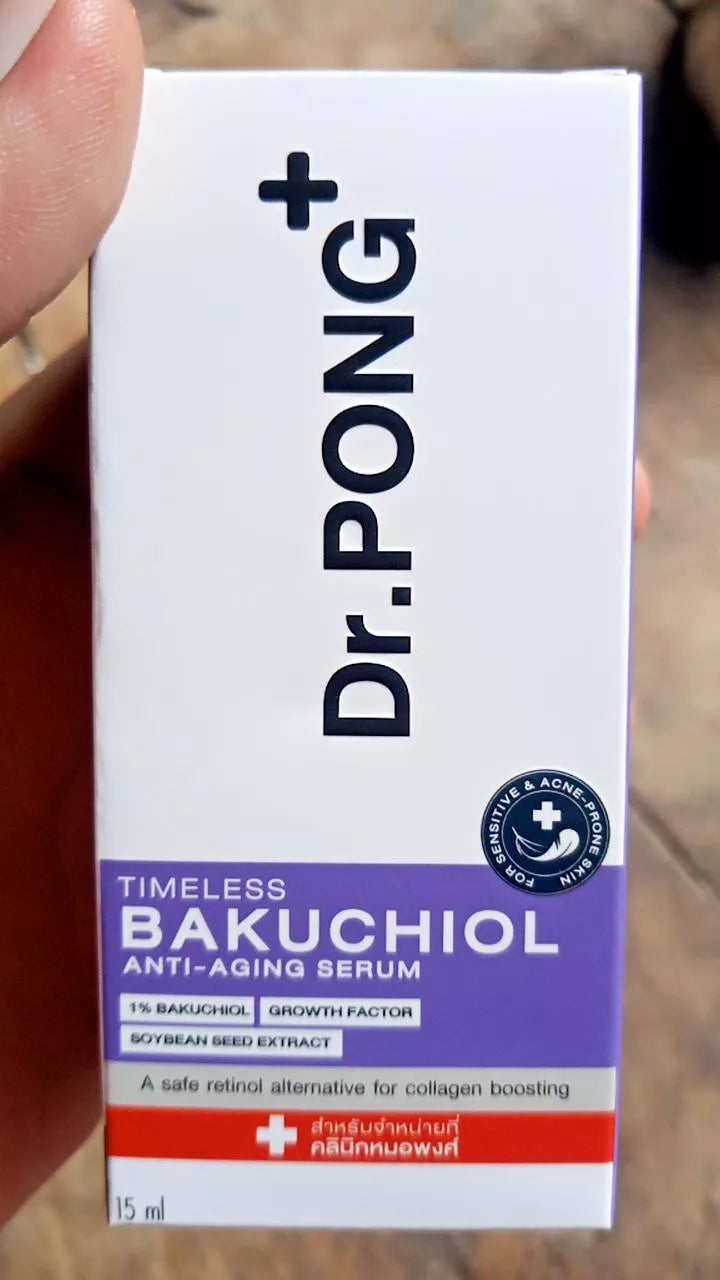 Dr.PONG+
FOR SENSITIVE & ACNE-PRONE SKIN
TIMELESS
BAKUCHIOL
ANTI-AGING SERUM
1% BAKUCHIOL GROWTH FACTOR
SOYBEAN SEED EXTRACT
A safe retinol alternative for collagen boosting
สำหรับจำหน่ายที่
คลินิกหมอพงศ์
15 ml